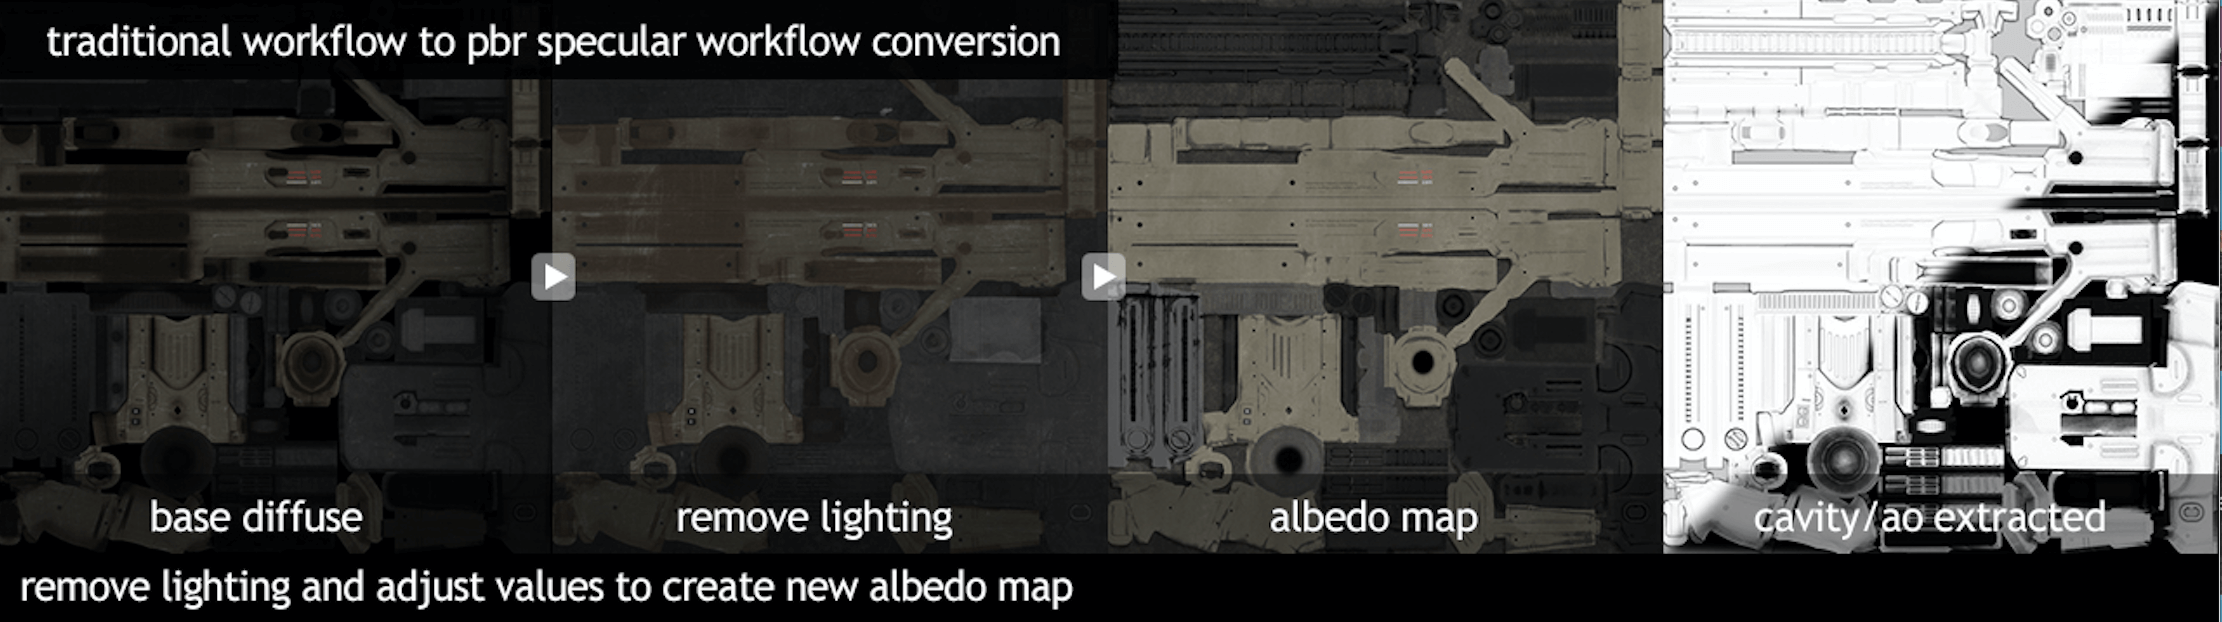 traditional workflow to pbr specular workflow conversion
base diffuse
remove lighting
albedo map
cavity/ao extracted
remove lighting and adjust values to create new albedo map